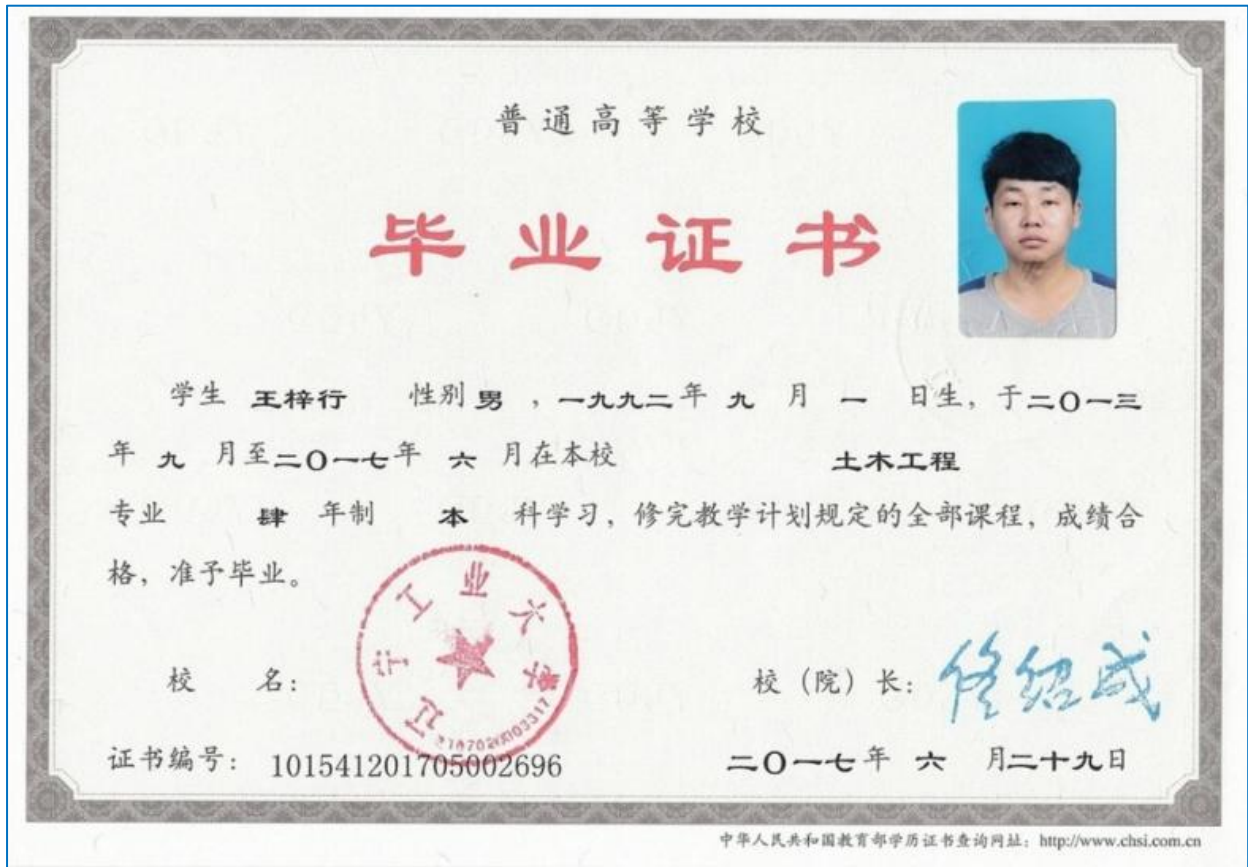 普通高等学校
毕业证书
学生 王梓行 性别 男 ，一九九二 年 九 月 一 日生，于二〇一三
年 九 月至二〇一七年 六 月在本校 土木工程
专业 肆 年制 本 科学习，修完教学计划规定的全部课程，成绩合
格，准予毕业。
辽宁工业大学
校 名：
校（院）长：
证书编号： 101541201705002696
二〇一七年 六 月二十九日
中华人民共和国教育部学历证书查询网址：http://www.chsi.com.cn